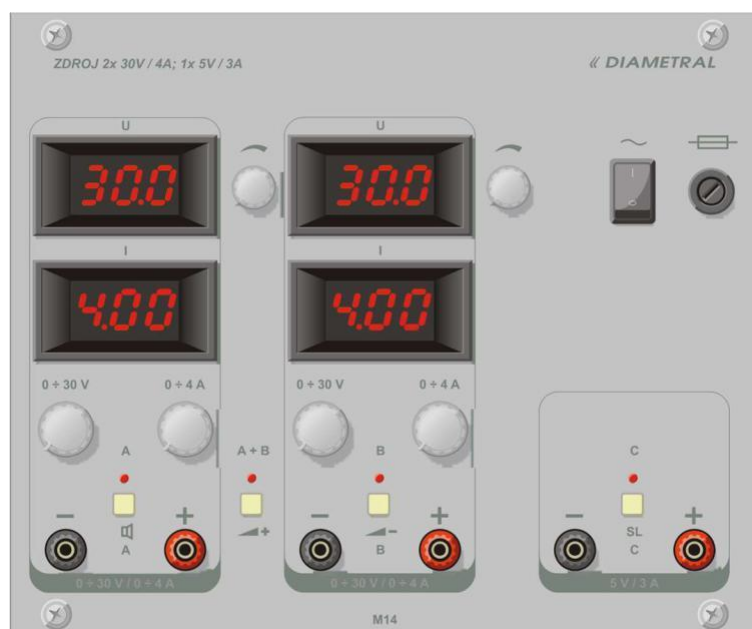 ZDROJ 2x 30V / 4A; 1x 5V / 3A
DIAMETRAL
U
U
30.0
30.0
I
O
I
I
4.00
4.00
0 ÷ 30 V
0 ÷ 4 A
0 ÷ 30 V
0 ÷ 4 A
A
A + B
B
C
−
+
−
+
−
+
+
−
SL
A
B
C
0 ÷ 30 V / 0 ÷ 4 A
0 ÷ 30 V / 0 ÷ 4 A
5 V / 3 A
M14